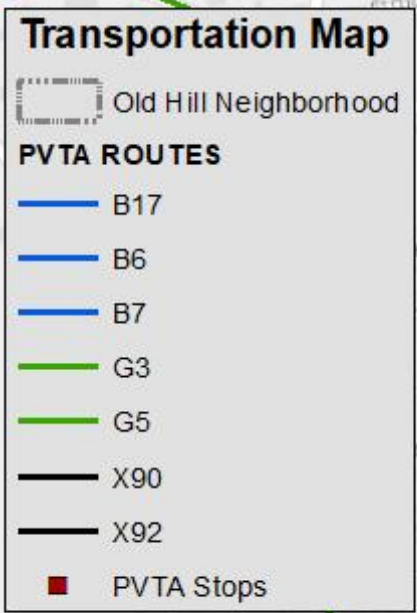 Transportation Map
Old Hill Neighborhood
PVTA ROUTES
B17
B6
B7
G3
G5
X90
X92
PVTA Stops